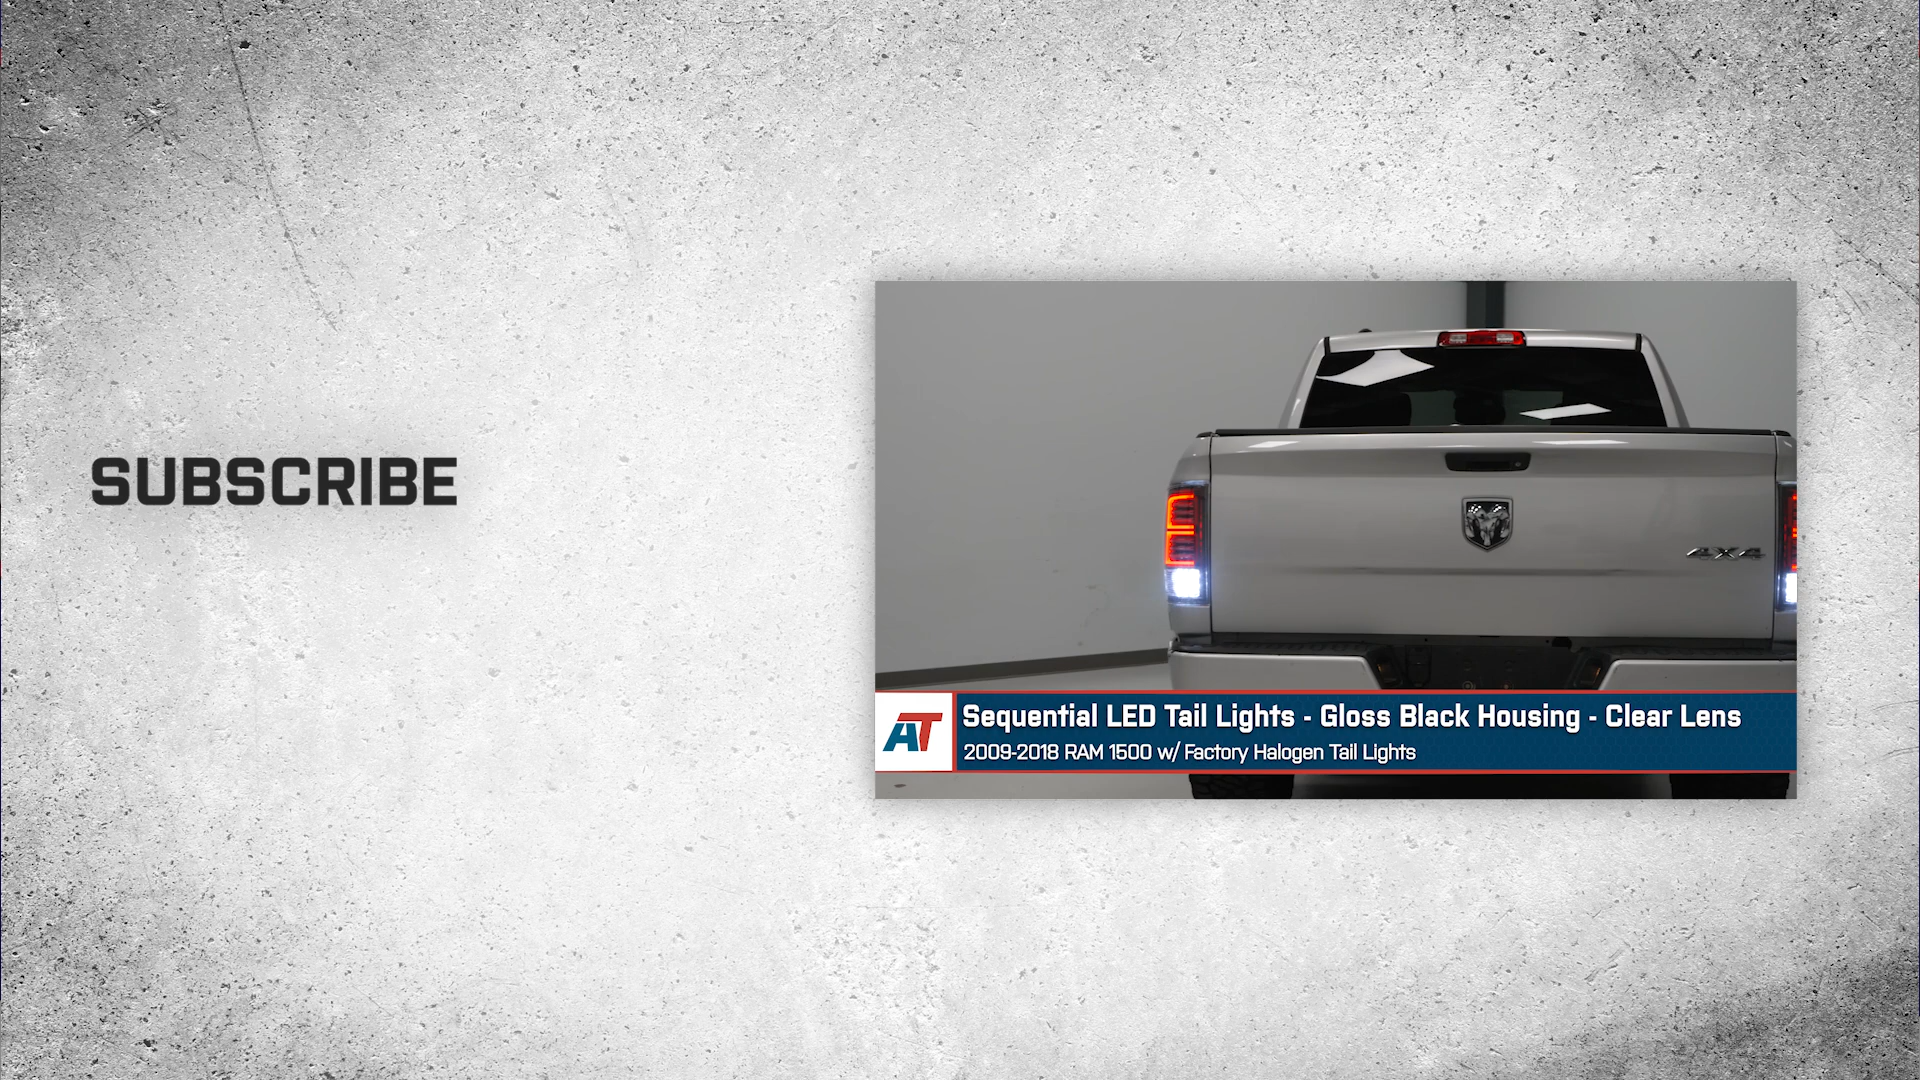 SUBSCRIBE
4X4
AT
Sequential LED Tail Lights - Gloss Black Housing - Clear Lens
2009-2018 RAM 1500 w/ Factory Halogen Tail Lights